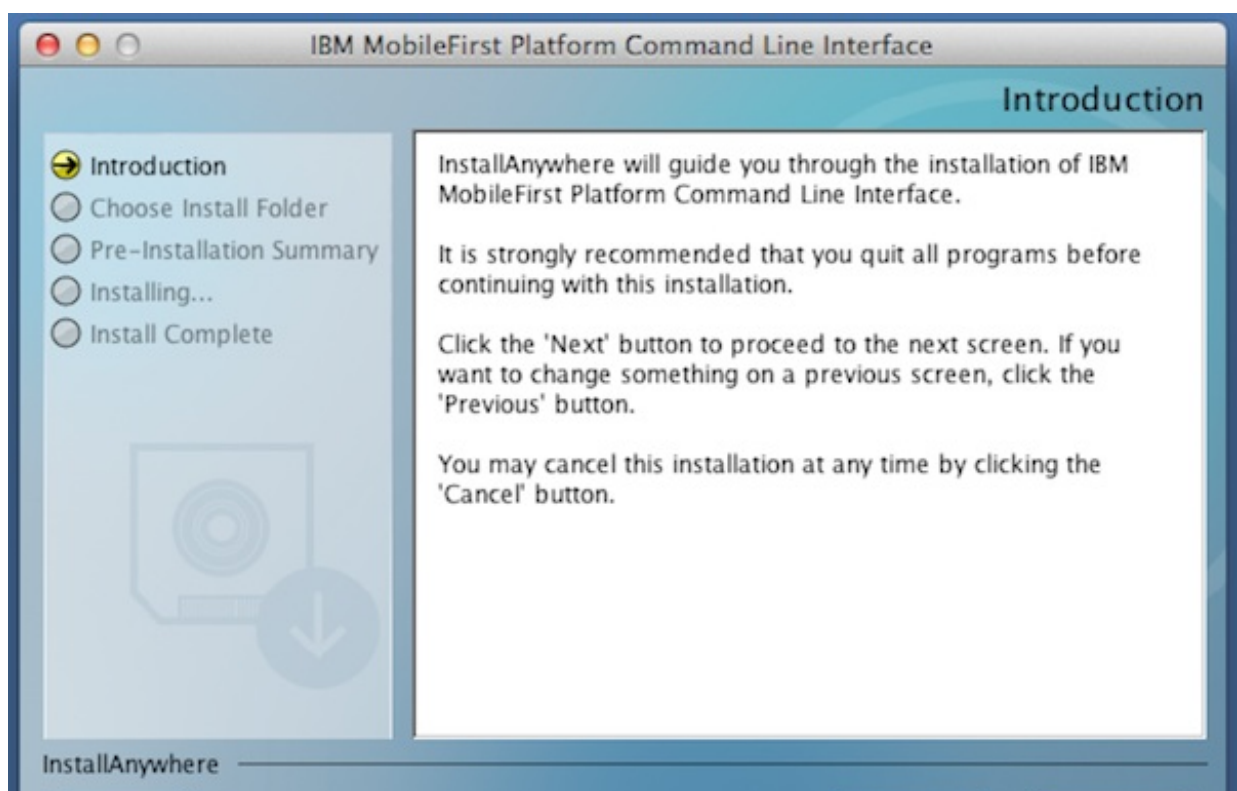 IBM MobileFirst Platform Command Line Interface
Introduction
Introduction
Choose Install Folder
Pre-Installation Summary
Installing...
Install Complete
InstallAnywhere will guide you through the installation of IBM
MobileFirst Platform Command Line Interface.
It is strongly recommended that you quit all programs before
continuing with this installation.
Click the 'Next' button to proceed to the next screen. If you
want to change something on a previous screen, click the
'Previous' button.
You may cancel this installation at any time by clicking the
'Cancel' button.
InstallAnywhere